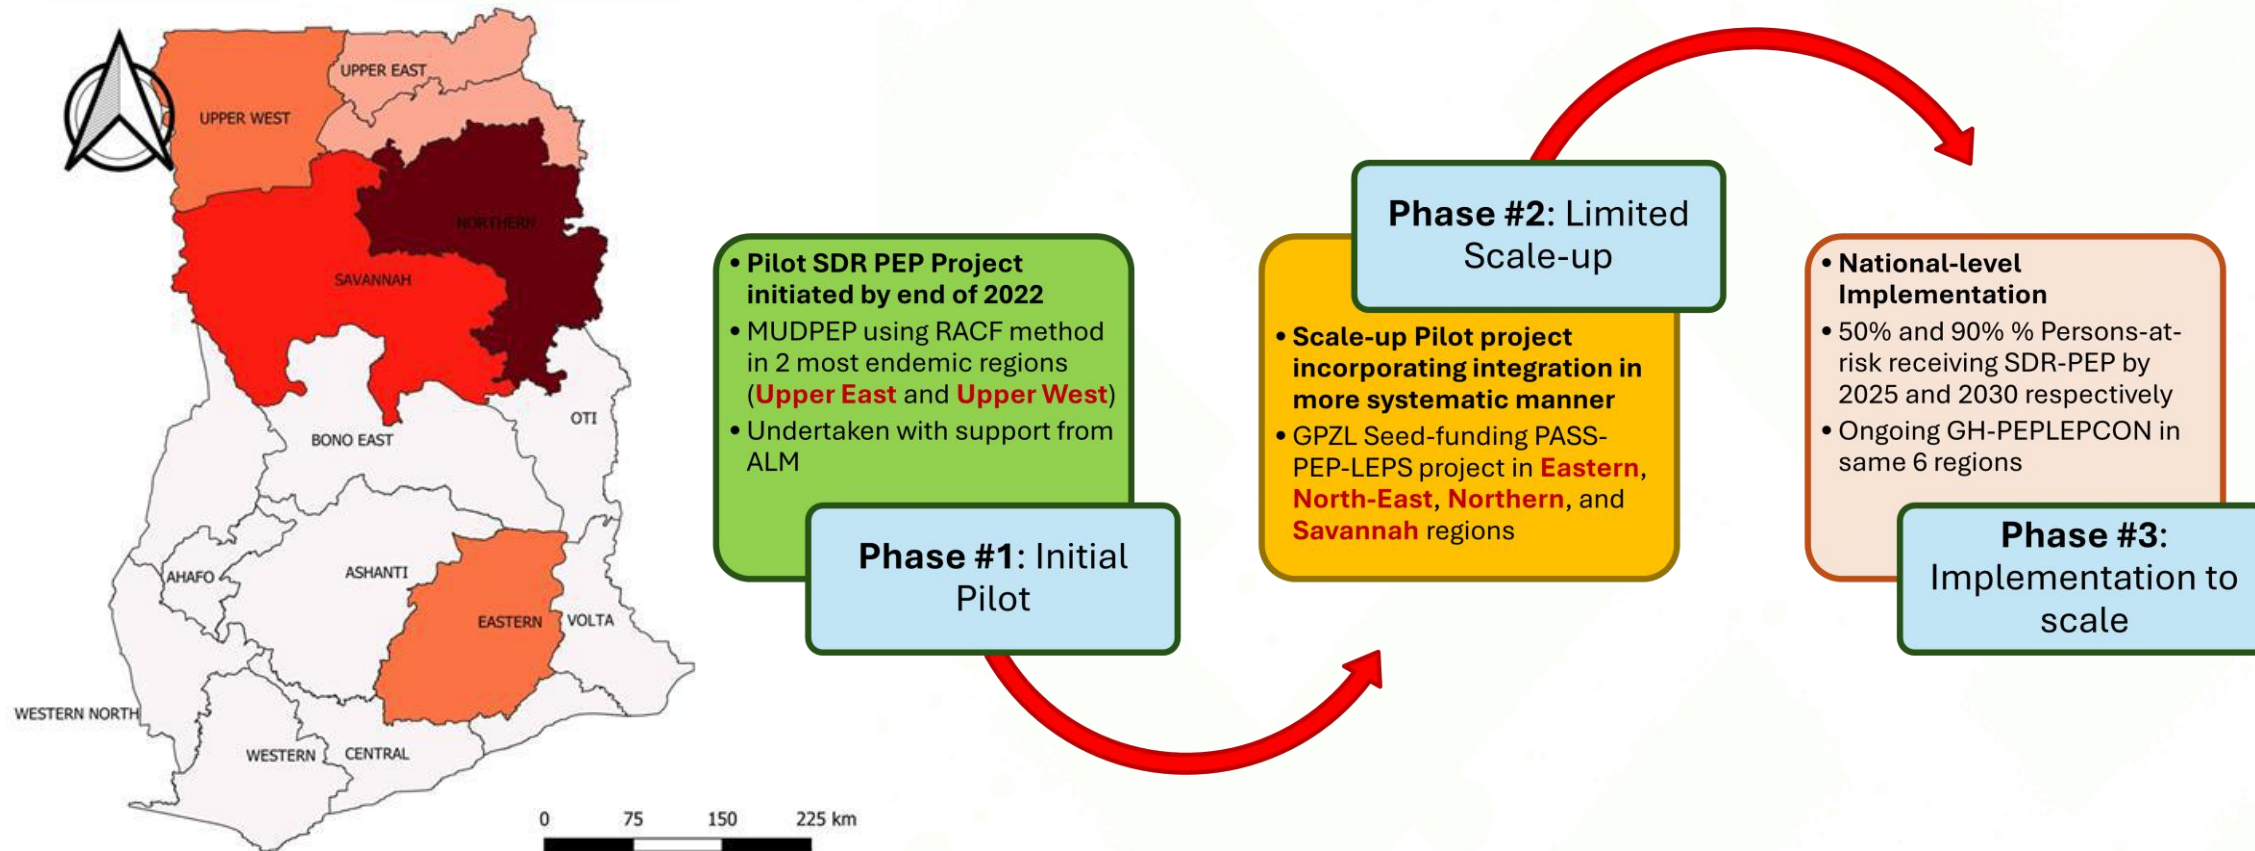 UPPER EAST
UPPER WEST
NORTHERN
SAVANNAH
OTI
BONO EAST
AHAFO
ASHANTI
EASTERN
VOLTA
WESTERN NORTH
WESTERN
CENTRAL
0 75 150 225 km
• Pilot SDR PEP Project
initiated by end of 2022
• MUDPEP using RACF method
in 2 most endemic regions
(Upper East and Upper West)
• Undertaken with support from
ALM
Phase #1: Initial
Pilot
Phase #2: Limited
Scale-up
• Scale-up Pilot project
incorporating integration in
more systematic manner
• GPZL Seed-funding PASS-
PEP-LEPS project in Eastern,
North-East, Northern, and
Savannah regions
• National-level
Implementation
• 50% and 90% % Persons-at-
risk receiving SDR-PEP by
2025 and 2030 respectively
• Ongoing GH-PEPLEPCON in
same 6 regions
Phase #3:
Implementation to
scale